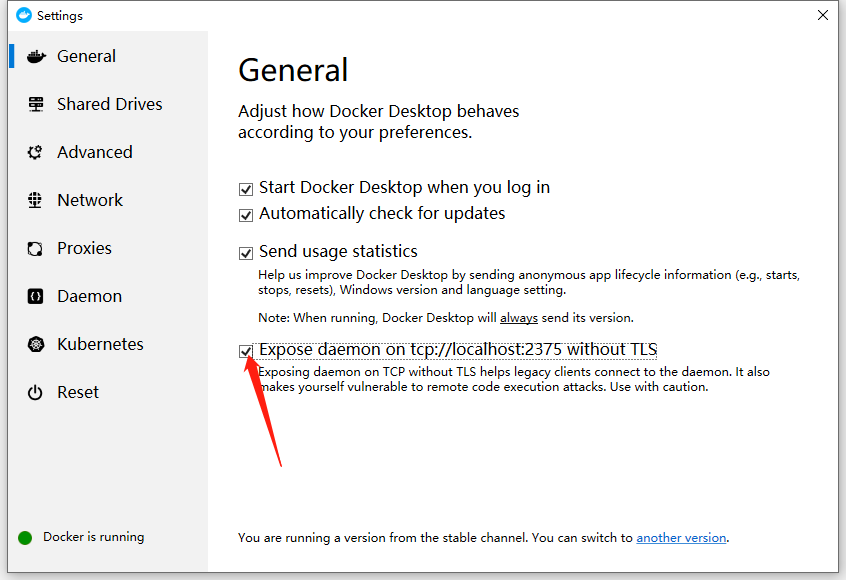 Settings
General
Shared Drives
Advanced
Network
Proxies
Daemon
Kubernetes
Reset
Docker is running
General
Adjust how Docker Desktop behaves
according to your preferences.
Start Docker Desktop when you log in
Automatically check for updates
Send usage statistics
Help us improve Docker Desktop by sending anonymous app lifecycle information (e.g., starts,
stops, resets), Windows version and language setting.
Note: When running, Docker Desktop will always send its version.
Expose daemon on tcp://localhost:2375 without TLS
Exposing daemon on TCP without TLS helps legacy clients connect to the daemon. It also
makes yourself vulnerable to remote code execution attacks. Use with caution.
You are running a version from the stable channel. You can switch to another version.